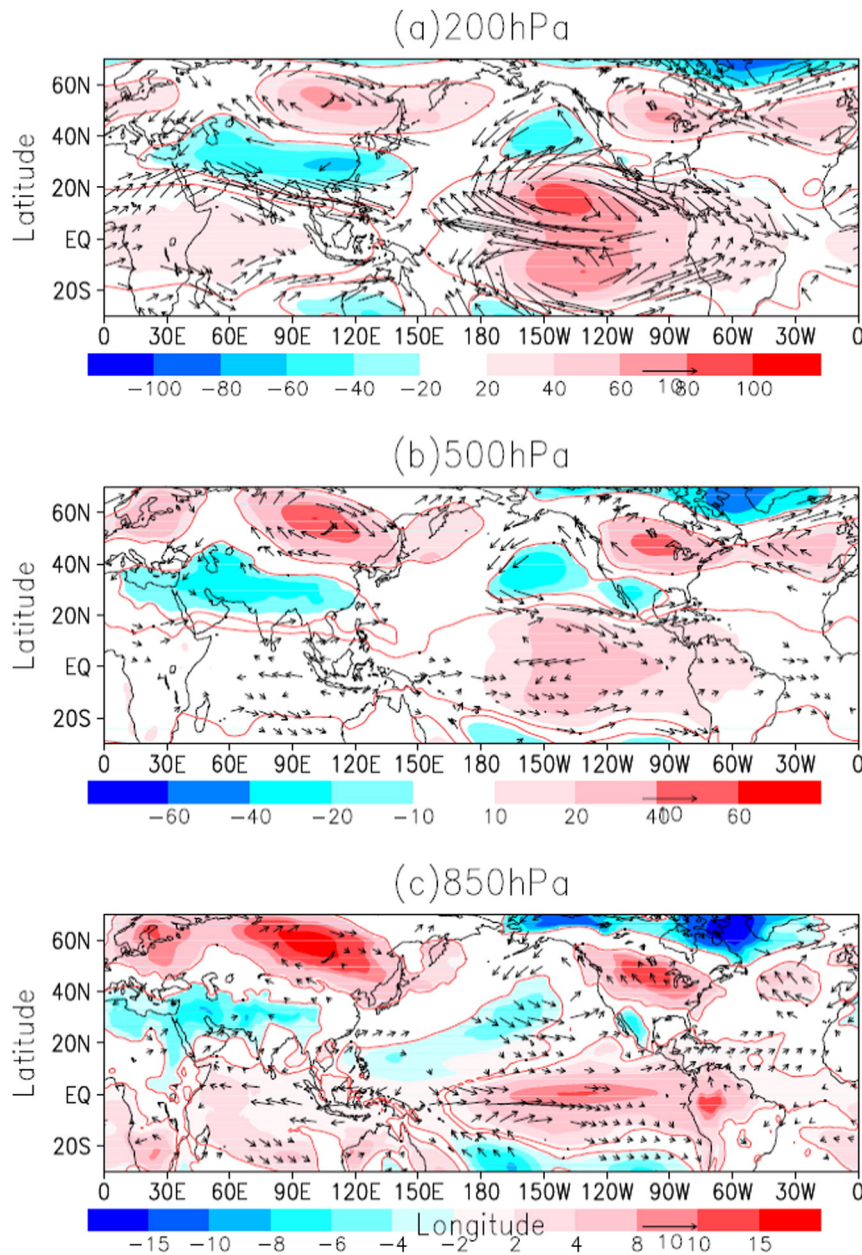 (a)200hPa
60N
40N
20N
EQ
20S
Latitude
0 30E 60E 90E 120E 150E 180 150W 120W 90W 60W 30W 0
-100 -80 -60 -40 -20 20 40 60 80 100
10
(b)500hPa
60N
40N
20N
EQ
20S
Latitude
0 30E 60E 90E 120E 150E 180 150W 120W 90W 60W 30W 0
-60 -40 -20 -10 10 20 40 60
10
(c)850hPa
60N
40N
20N
EQ
20S
Latitude
0 30E 60E 90E 120E 150E 180 150W 120W 90W 60W 30W 0
Longitude
-15 -10 -8 -6 -4 -2 2 4 8 10 15
10